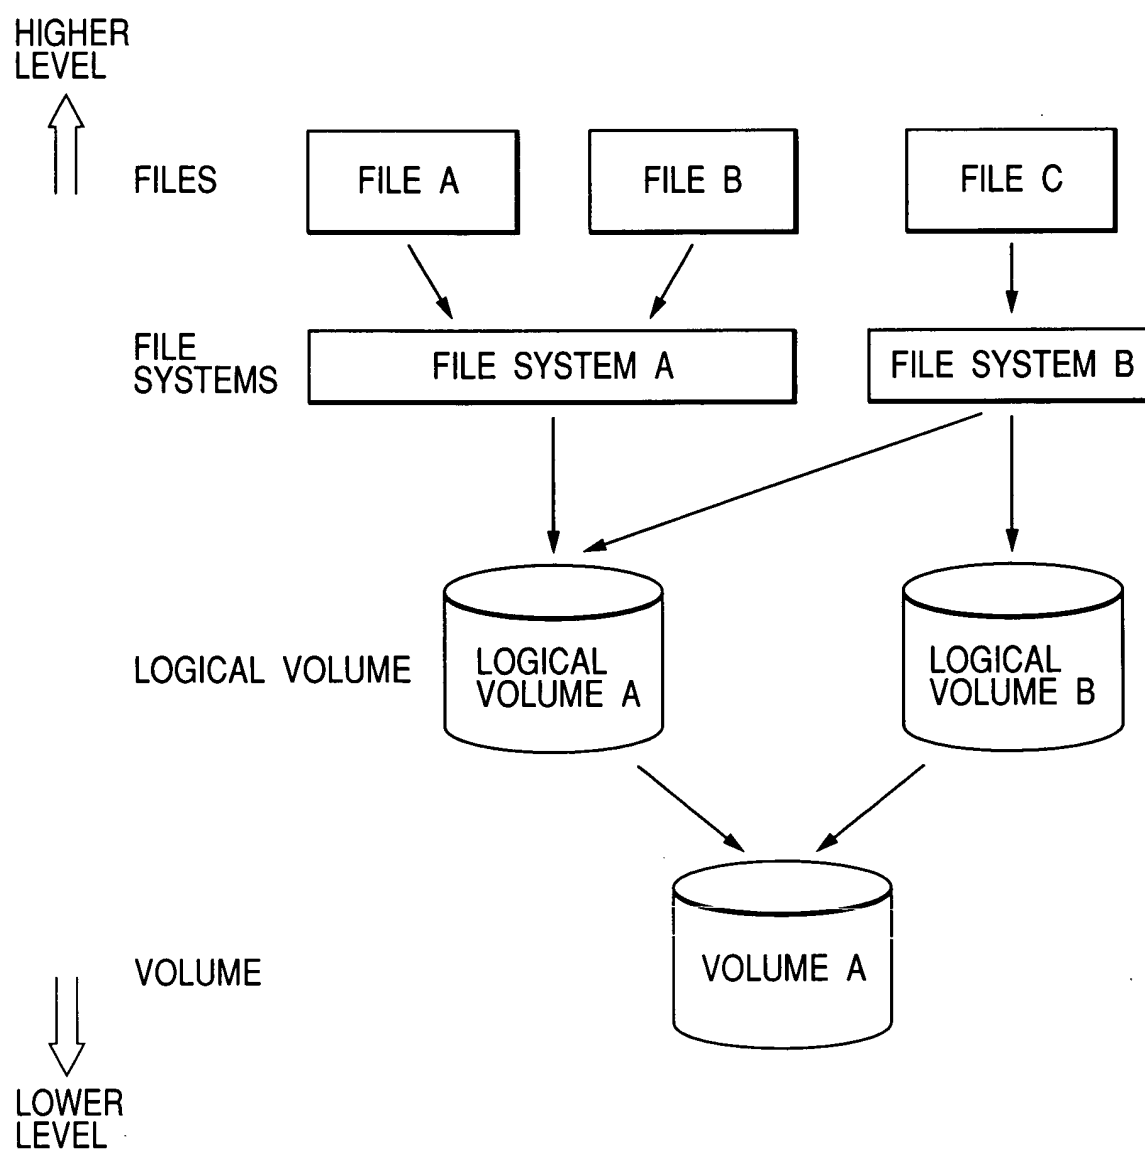 HIGHER
LEVEL
FILES
FILE A
FILE B
FILE C
FILE
SYSTEMS
FILE SYSTEM A
FILE SYSTEM B
LOGICAL VOLUME
LOGICAL
VOLUME A
LOGICAL
VOLUME B
VOLUME
VOLUME A
LOWER
LEVEL